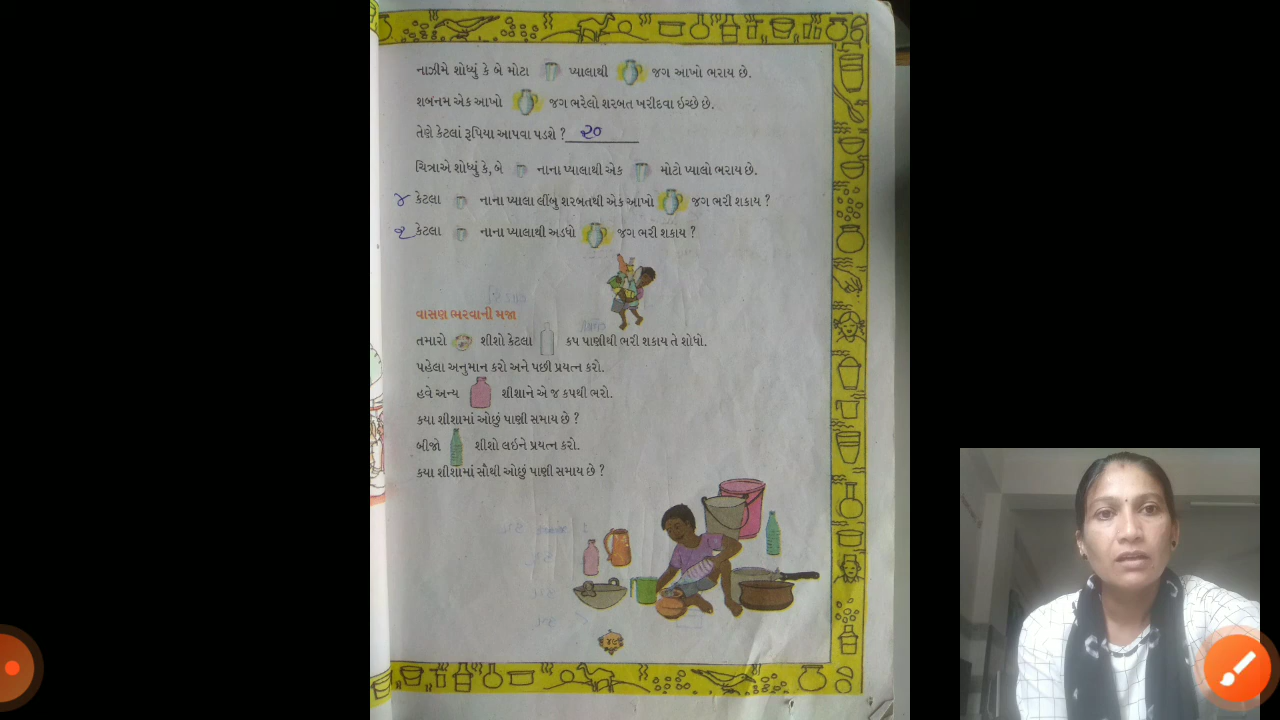 નાઝીમે શોધ્યું કે બે મોટા પ્યાલાથી જગ આખો ભરાય છે.
શબનમ એક આખો જગ ભરેલો શરબત ખરીદવા ઇચ્છે છે.
તેણે કેટલાં રૂપિયા આપવા પડશે ? ૨૦
ચિત્રાએ શોધ્યું કે, બે નાના પ્યાલાથી એક મોટો પ્યાલો ભરાય છે.
૪ કેટલા નાના પ્યાલા લીંબુ શરબતથી એક આખો જગ ભરી શકાય ?
૨ કેટલા નાના પ્યાલાથી અડધો જગ ભરી શકાય ?
વાસણ ભરવાની મજા
તમારો શીશો કેટલા કપ પાણીથી ભરી શકાય તે શોધો.
પહેલા અનુમાન કરો અને પછી પ્રયત્ન કરો.
હવે અન્ય શીશાને એ જ કપથી ભરો.
કયા શીશામાં ઓછું પાણી સમાય છે ?
બીજો શીશો લઇને પ્રયત્ન કરો.
કયા શીશામાં સૌથી ઓછું પાણી સમાય છે ?